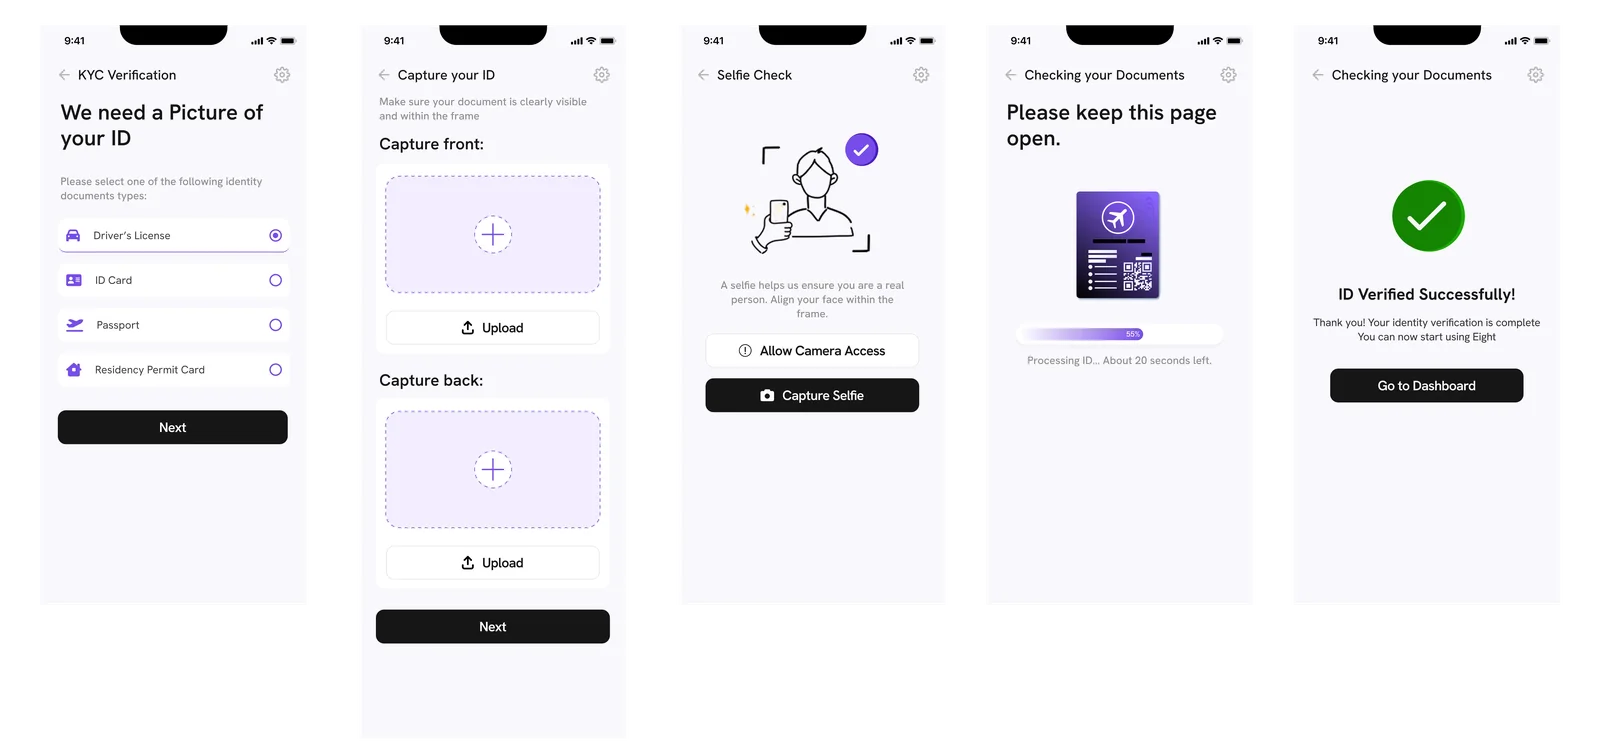 9:41
KYC Verification
We need a Picture of
your ID
Please select one of the following identity
documents types:
Driver's License
ID Card
Passport
Residency Permit Card
Next
9:41
Capture your ID
Make sure your document is clearly visible
and within the frame
Capture front:
Upload
Capture back:
Upload
Next
9:41
Selfie Check
A selfie helps us ensure you are a real
person. Align your face within the
frame.
Allow Camera Access
Capture Selfie
9:41
Checking your Documents
Please keep this page
open.
55%
Processing ID... About 20 seconds left.
9:41
Checking your Documents
ID Verified Successfully!
Thank you! Your identity verification is complete
You can now start using Eight
Go to Dashboard